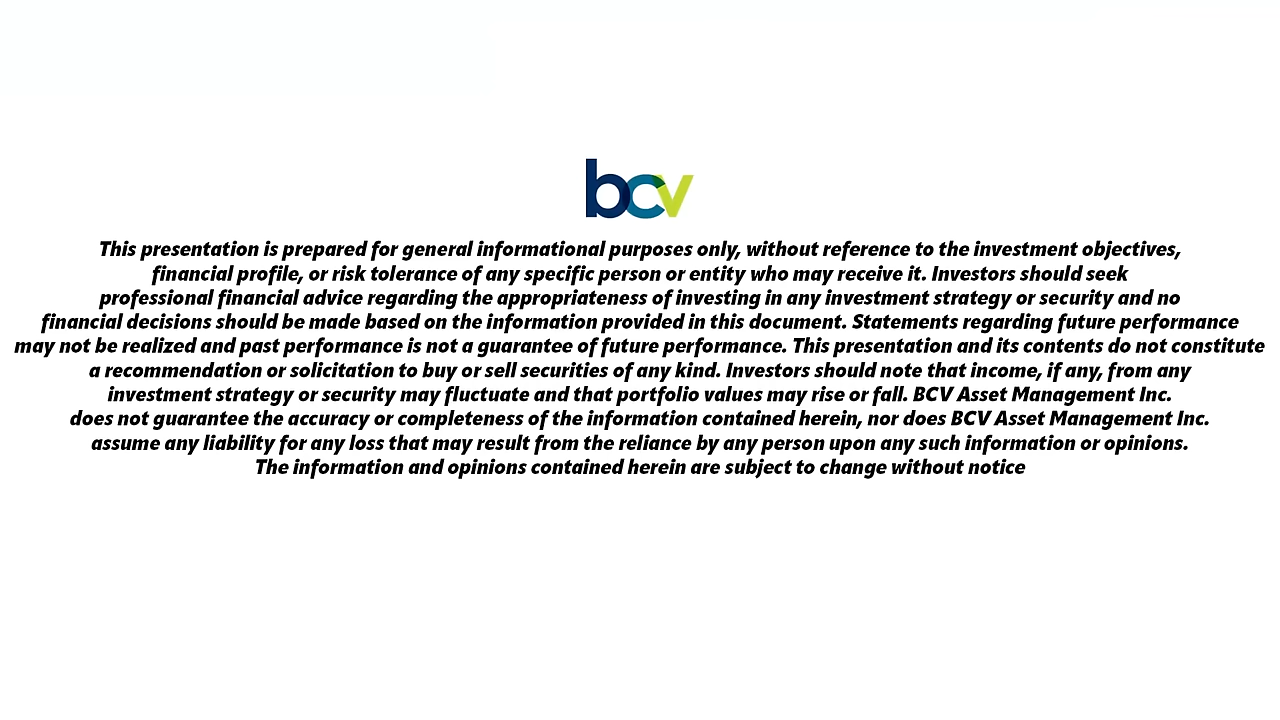 bcv
This presentation is prepared for general informational purposes only, without reference to the investment objectives,
financial profile, or risk tolerance of any specific person or entity who may receive it. Investors should seek
professional financial advice regarding the appropriateness of investing in any investment strategy or security and no
financial decisions should be made based on the information provided in this document. Statements regarding future performance
may not be realized and past performance is not a guarantee of future performance. This presentation and its contents do not constitute
a recommendation or solicitation to buy or sell securities of any kind. Investors should note that income, if any, from any
investment strategy or security may fluctuate and that portfolio values may rise or fall. BCV Asset Management Inc.
does not guarantee the accuracy or completeness of the information contained herein, nor does BCV Asset Management Inc.
assume any liability for any loss that may result from the reliance by any person upon any such information or opinions.
The information and opinions contained herein are subject to change without notice